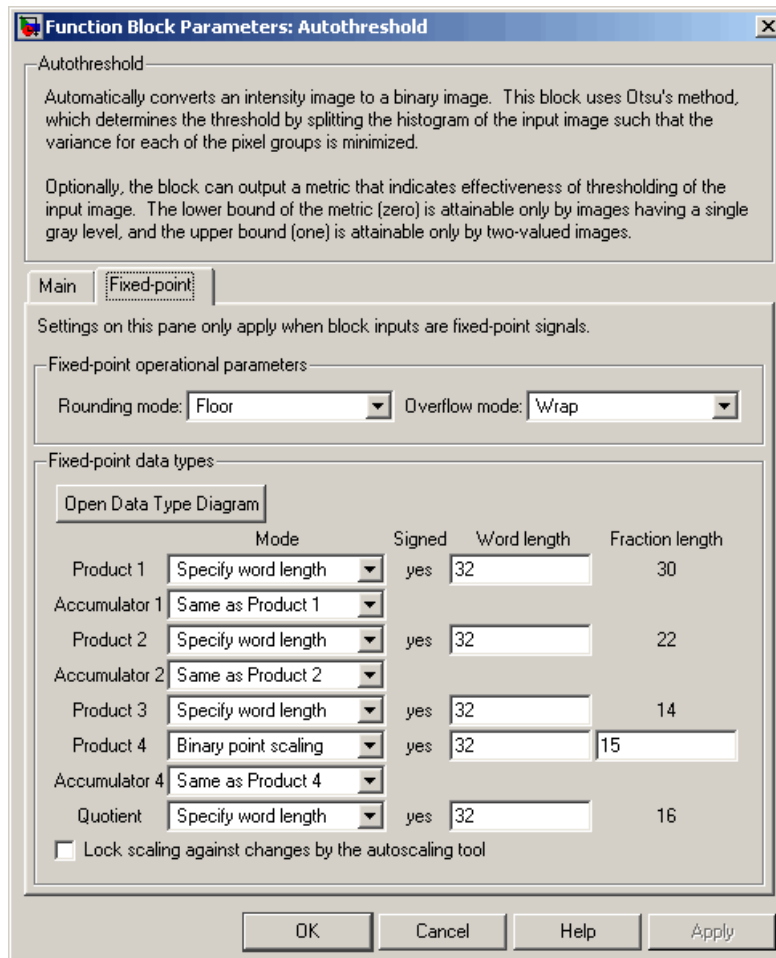 Function Block Parameters: Autothreshold
Autothreshold
Automatically converts an intensity image to a binary image.  This block uses Otsu's method,
which determines the threshold by splitting the histogram of the input image such that the
variance for each of the pixel groups is minimized.
Optionally, the block can output a metric that indicates effectiveness of thresholding of the
input image.  The lower bound of the metric (zero) is attainable only by images having a single
gray level, and the upper bound (one) is attainable only by two-valued images.
Main Fixed-point
Settings on this pane only apply when block inputs are fixed-point signals.
Fixed-point operational parameters
Rounding mode: Floor Overflow mode: Wrap
Fixed-point data types
Open Data Type Diagram
Mode Signed Word length Fraction length
Product 1 Specify word length yes 32 30
Accumulator 1 Same as Product 1
Product 2 Specify word length yes 32 22
Accumulator 2 Same as Product 2
Product 3 Specify word length yes 32 14
Product 4 Binary point scaling yes 32 15
Accumulator 4 Same as Product 4
Quotient Specify word length yes 32 16
Lock scaling against changes by the autoscaling tool
OK Cancel Help Apply